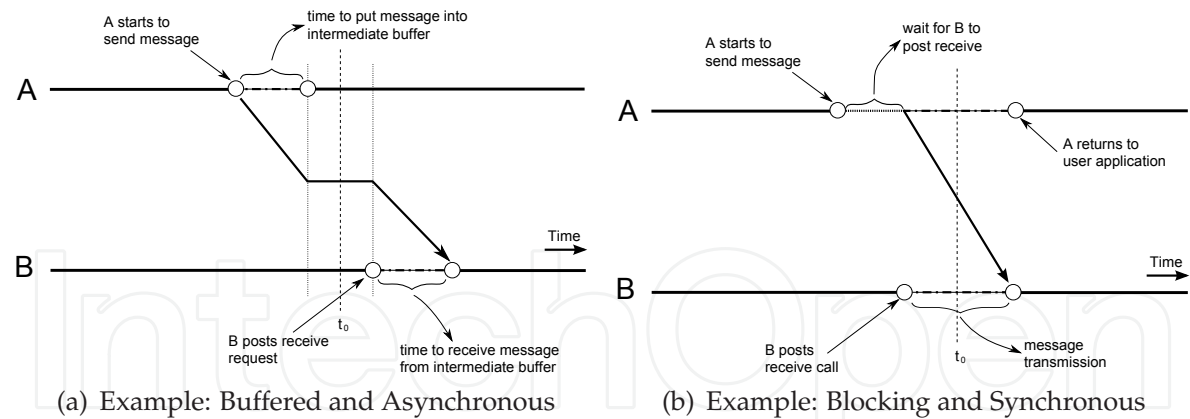 A starts to
send message
time to put message into
intermediate buffer
A
B
Time
t0
B posts receive
request
time to receive message
from intermediate buffer
(a) Example: Buffered and Asynchronous
A starts to
send message
wait for B to
post receive
A
A returns to
user application
B
Time
t0
B posts
receive call
message
transmission
(b) Example: Blocking and Synchronous
IntechOpen